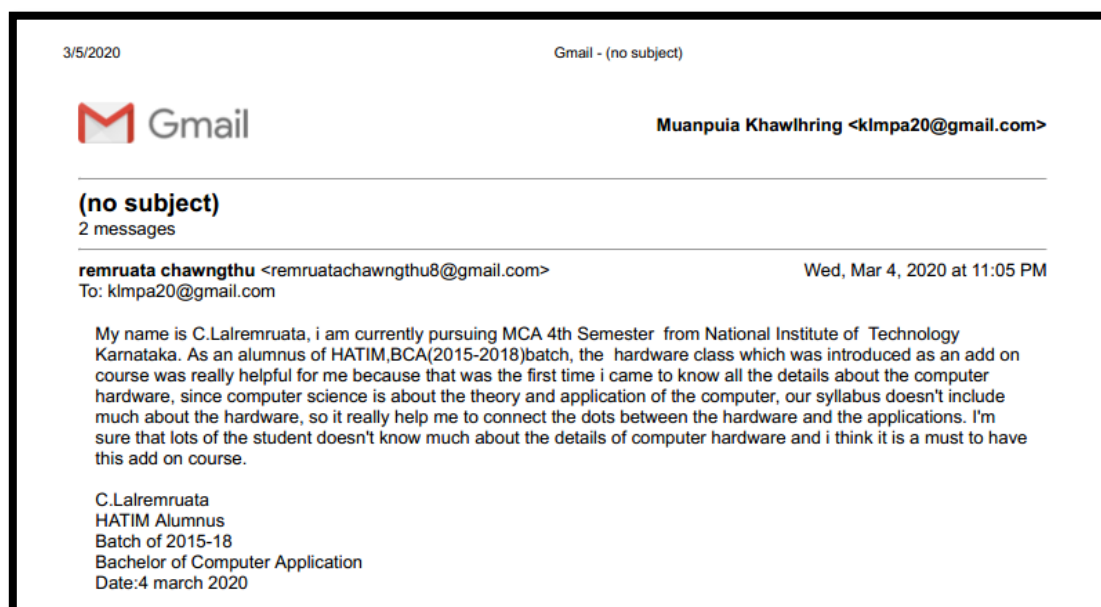 3/5/2020 Gmail - (no subject)
Gmail Muanpuia Khawlhring <klmpa20@gmail.com>
(no subject)
2 messages
remruata chawngthu <remruatachawngthu8@gmail.com> Wed, Mar 4, 2020 at 11:05 PM
To: klmpa20@gmail.com
My name is C.Lalremruata, i am currently pursuing MCA 4th Semester from National Institute of Technology
Karnataka. As an alumnus of HATIM,BCA(2015-2018)batch, the hardware class which was introduced as an add on
course was really helpful for me because that was the first time i came to know all the details about the computer
hardware, since computer science is about the theory and application of the computer, our syllabus doesn't include
much about the hardware, so it really help me to connect the dots between the hardware and the applications. I'm
sure that lots of the student doesn't know much about the details of computer hardware and i think it is a must to have
this add on course.
C.Lalremruata
HATIM Alumnus
Batch of 2015-18
Bachelor of Computer Application
Date:4 march 2020